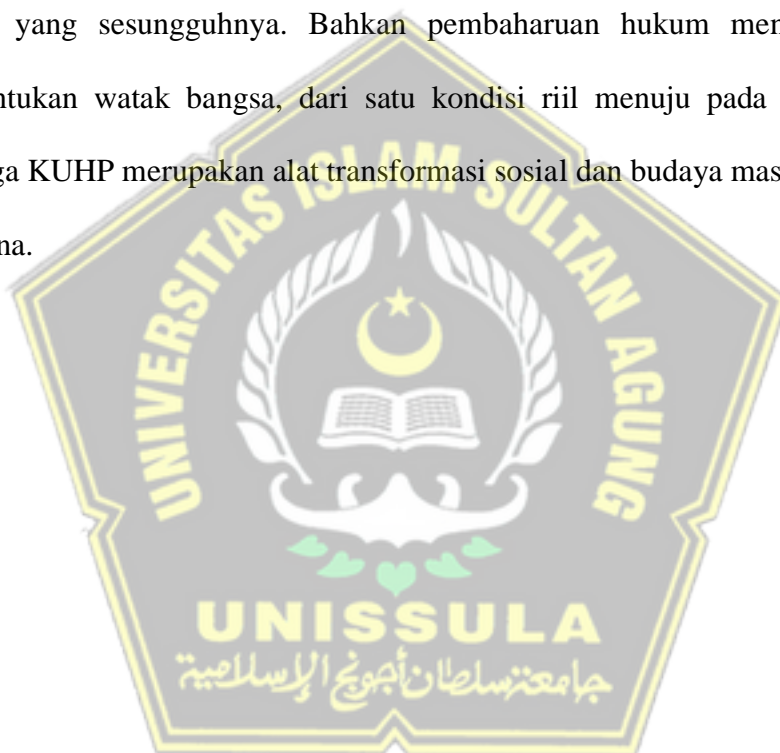 yang sesungguhnya. Bahkan pembaharuan hukum men
ntukan watak bangsa, dari satu kondisi riil menuju pada
ga KUHP merupakan alat transformasi sosial dan budaya mas
na.
UNIVERSITAS ISLAM SULTAN AGUNG
UNISSULA
جامعة سلطان أجونج الإسلامية